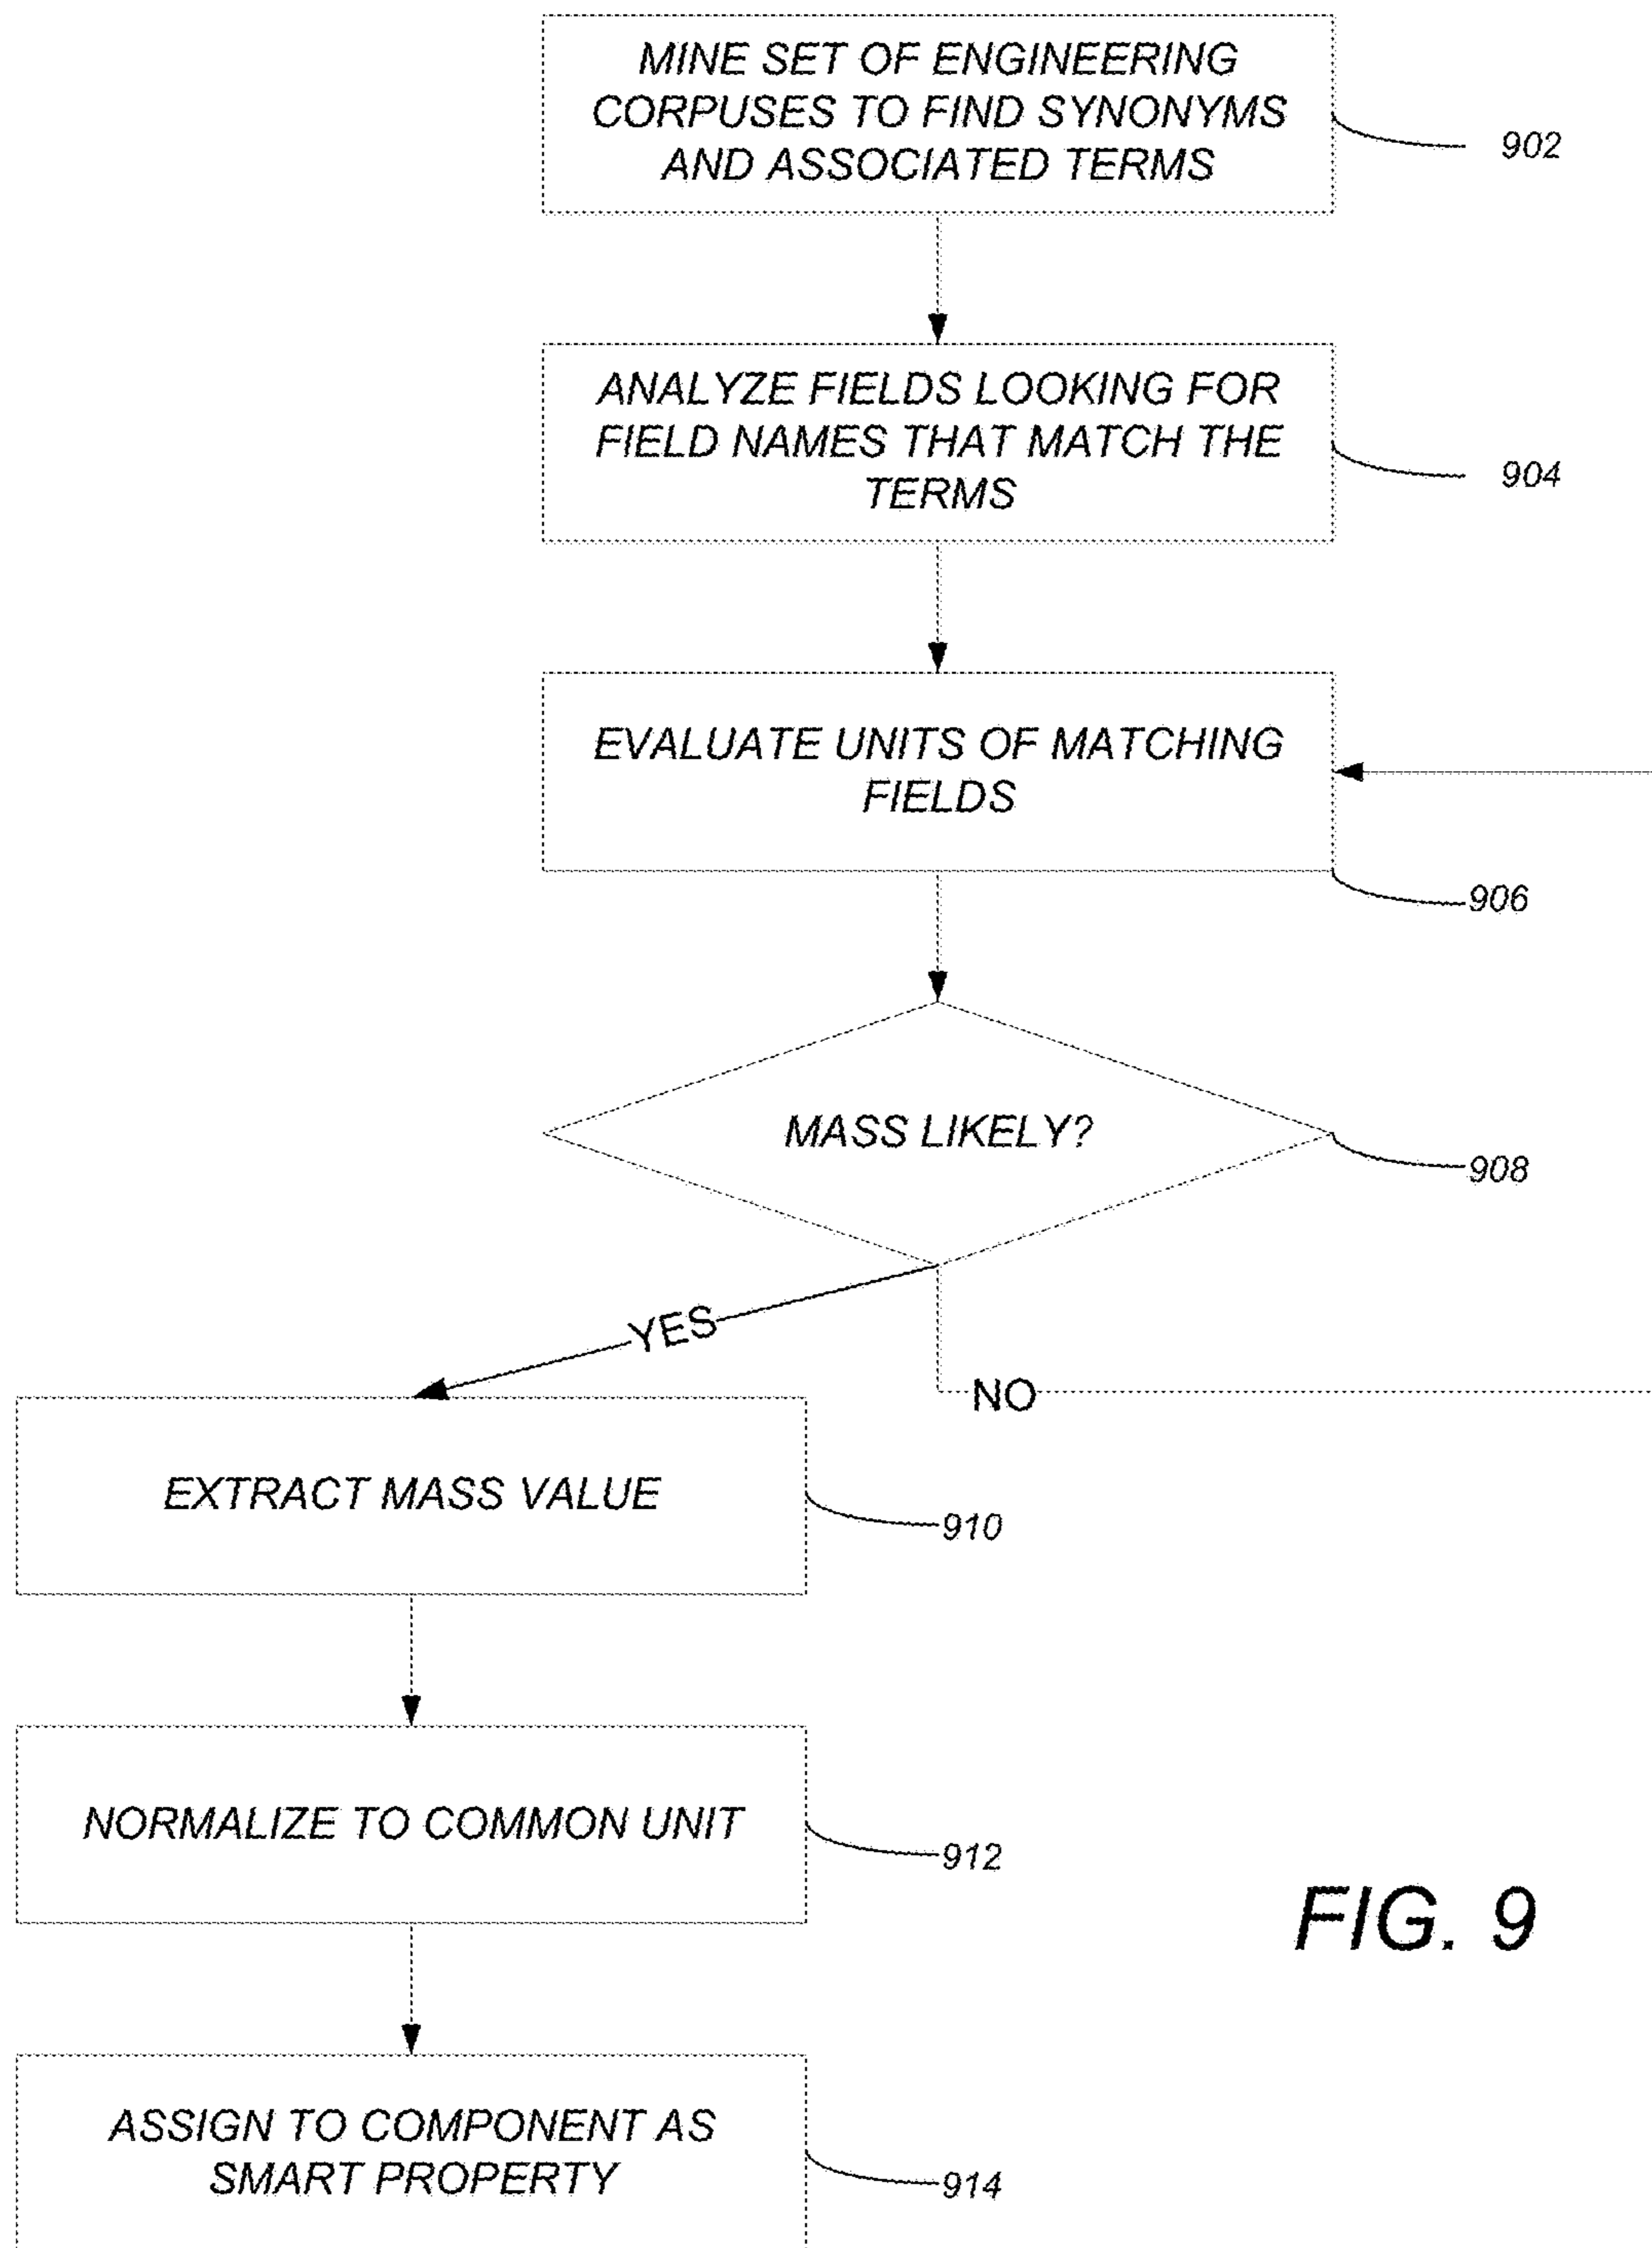 MINE SET OF ENGINEERING
CORPUSES TO FIND SYNONYMS
AND ASSOCIATED TERMS
902
ANALYZE FIELDS LOOKING FOR
FIELD NAMES THAT MATCH THE
TERMS
904
EVALUATE UNITS OF MATCHING
FIELDS
906
MASS LIKELY?
908
YES
NO
EXTRACT MASS VALUE
910
NORMALIZE TO COMMON UNIT
912
FIG. 9
ASSIGN TO COMPONENT AS
SMART PROPERTY
914